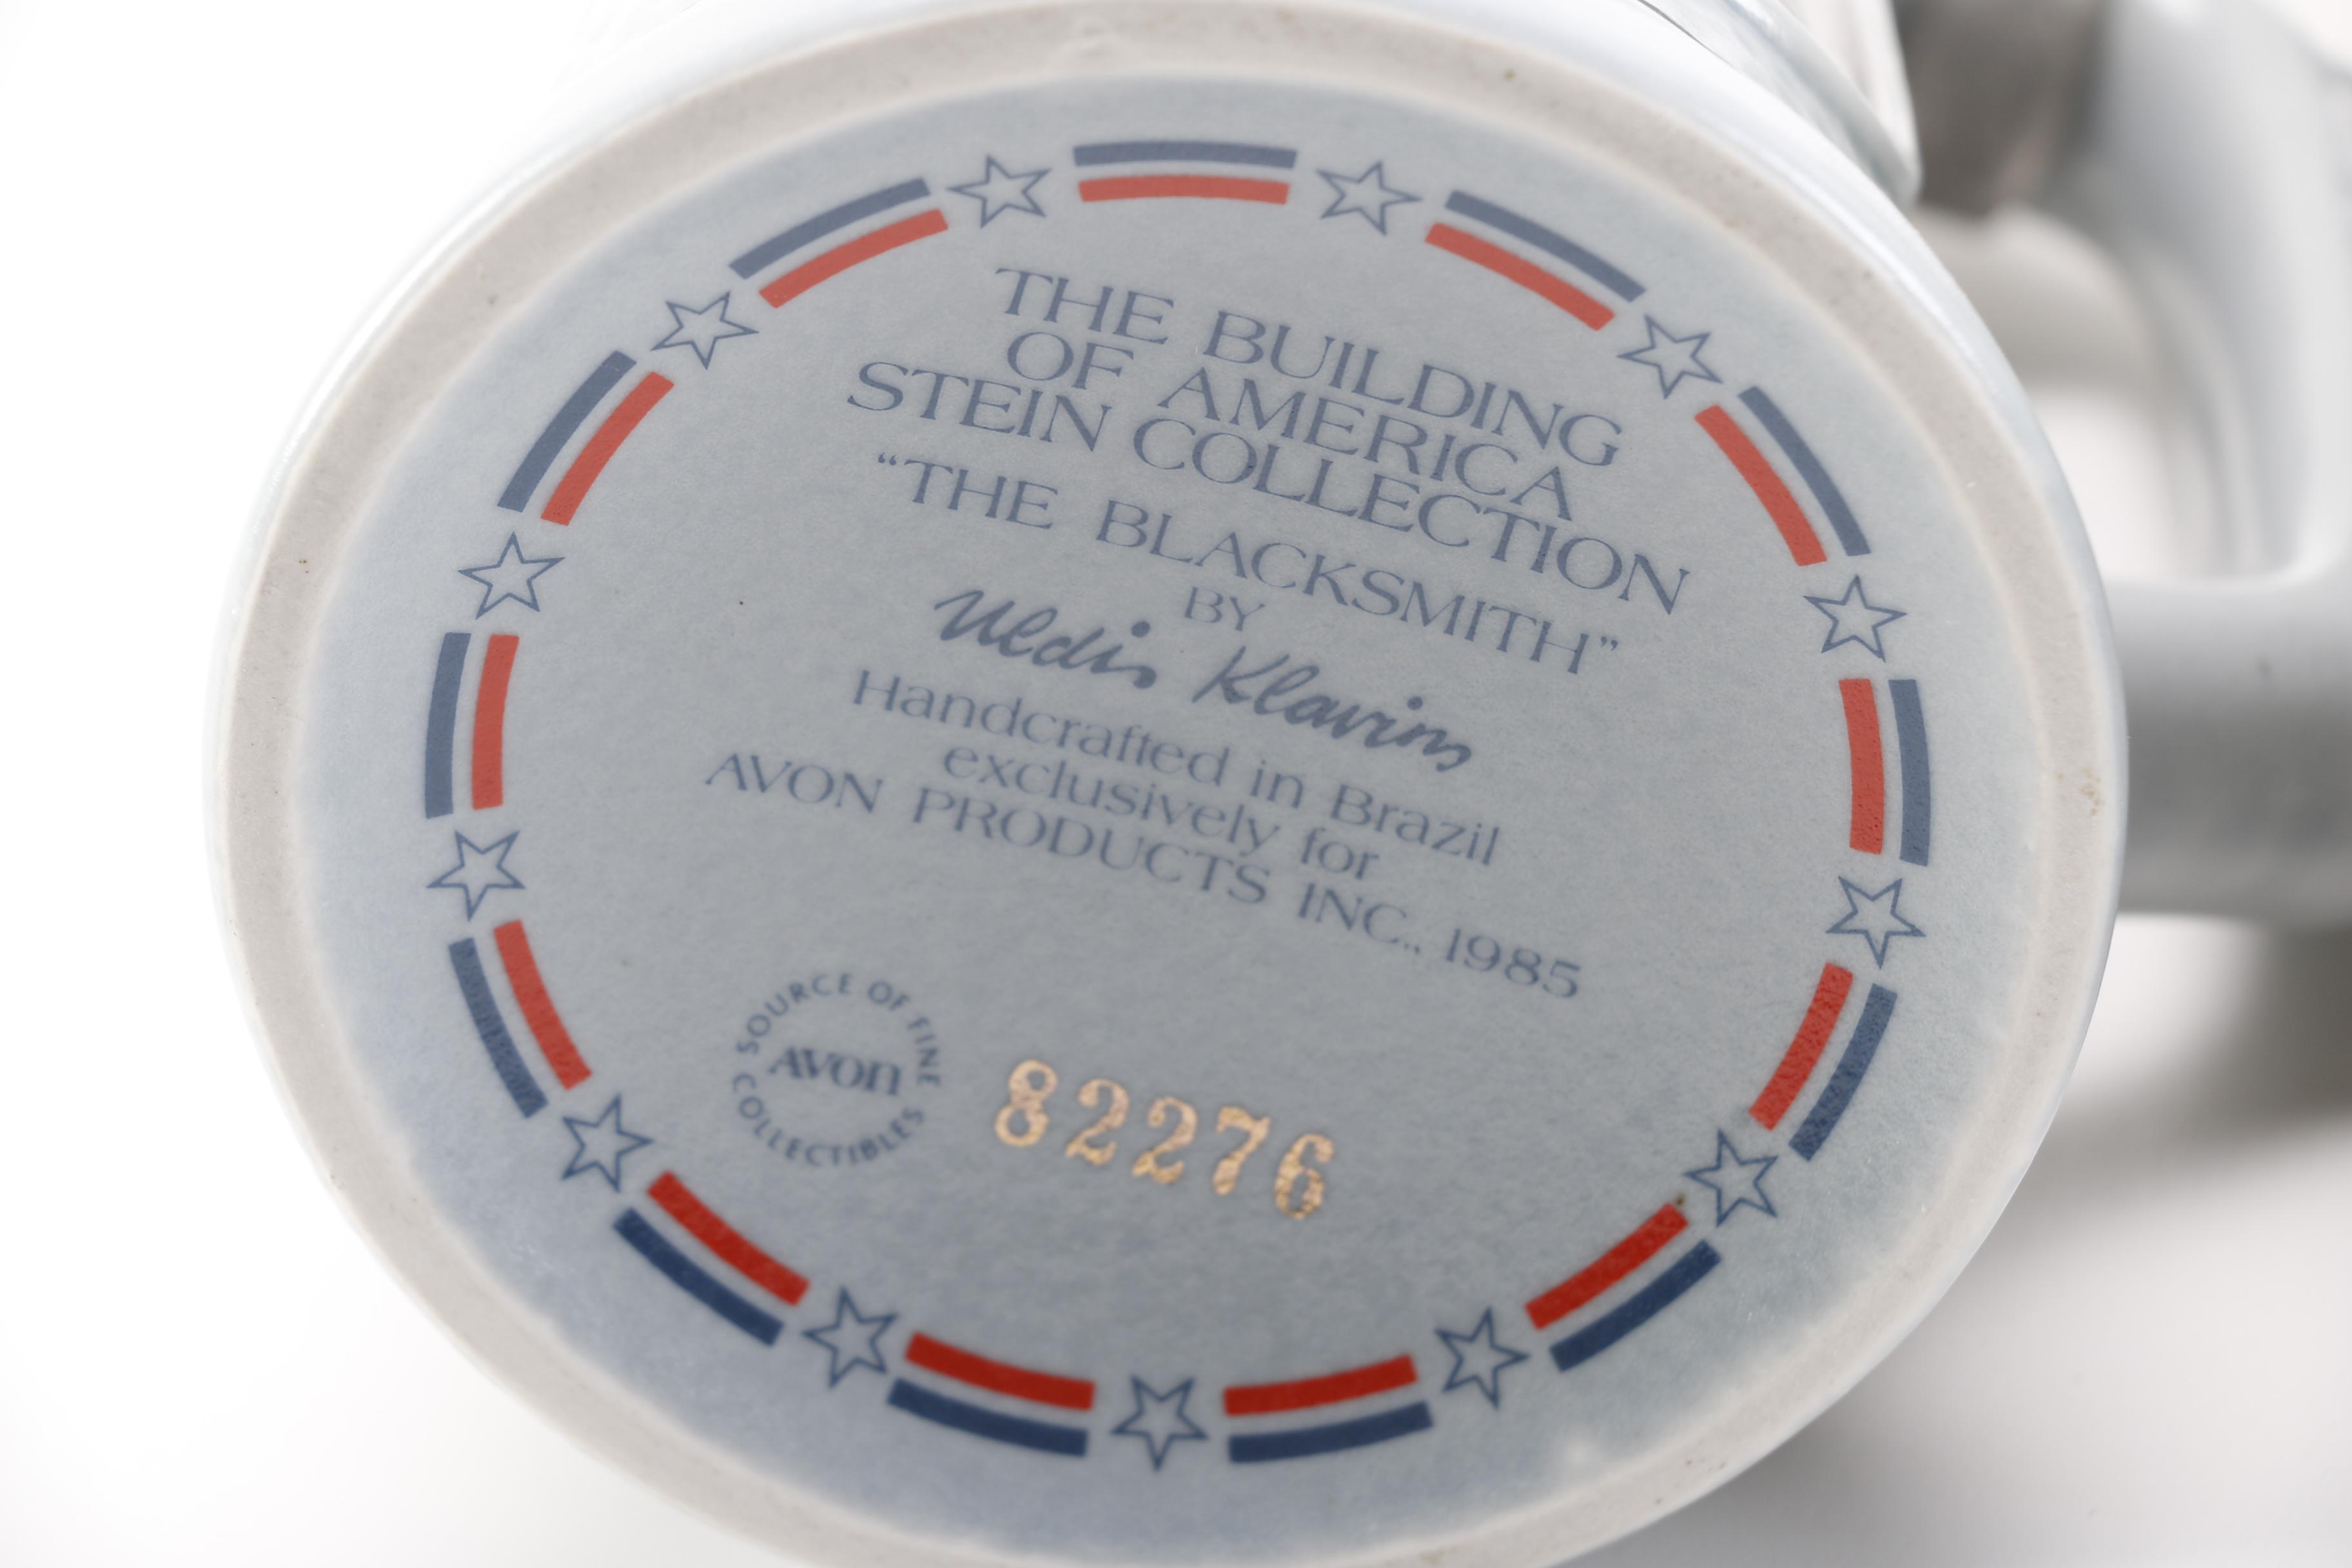 THE BUILDING
OF AMERICA
STEIN COLLECTION
“THE BLACKSMITH”
BY
Uldis Klavins
Handcrafted in Brazil
exclusively for
AVON PRODUCTS INC., 1985
SOURCE OF FINE
AVON
COLLECTIBLES
82276